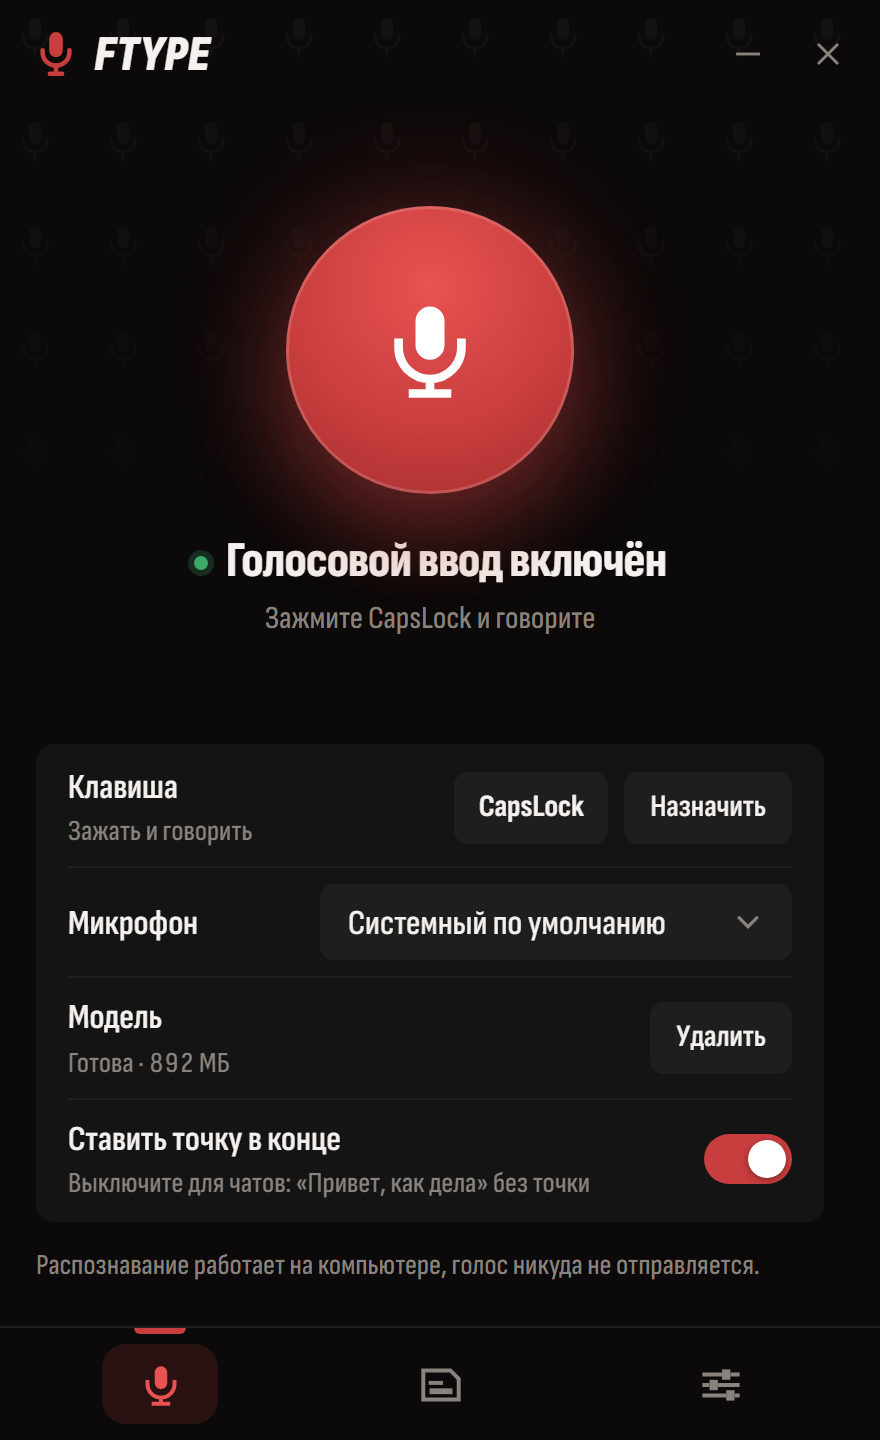 FTYPE
Голосовой ввод включён
Зажмите CapsLock и говорите
Клавиша
Зажать и говорить
CapsLock
Назначить
Микрофон
Системный по умолчанию
Модель
Готова · 892 МБ
Удалить
Ставить точку в конце
Выключите для чатов: «Привет, как дела» без точки
Распознавание работает на компьютере, голос никуда не отправляется.